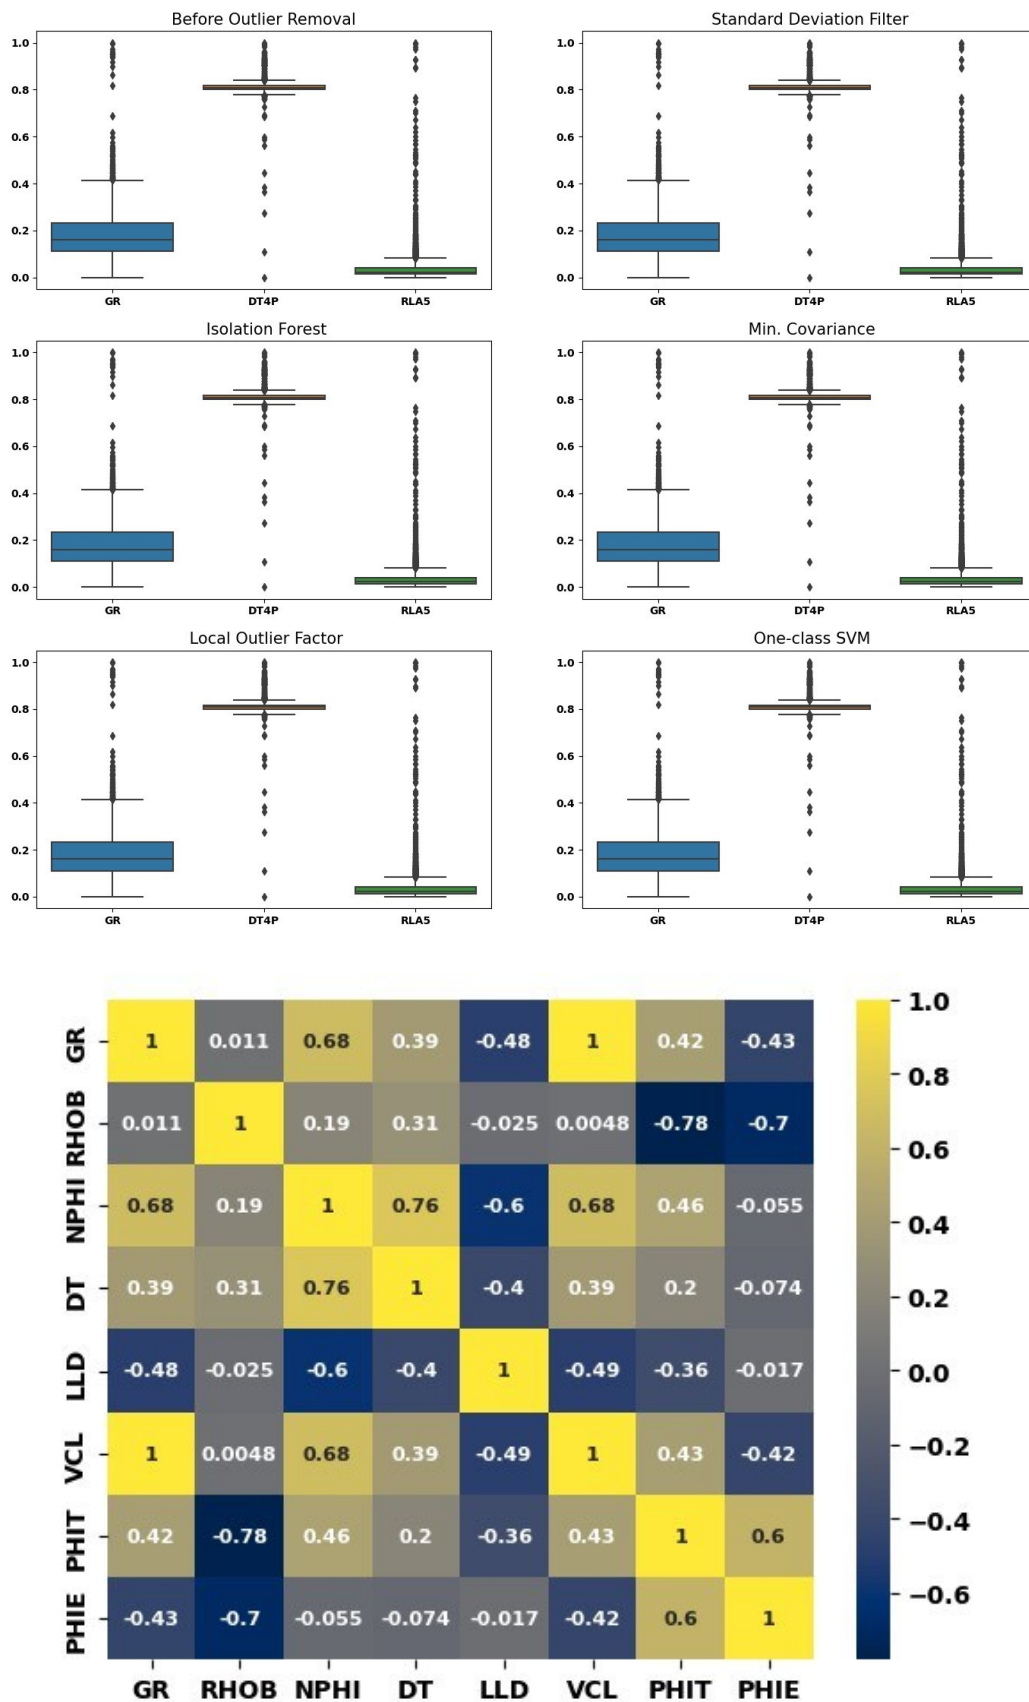 Before Outlier Removal
1.0
0.8
0.6
0.4
0.2
0.0
GR DT4P RLA5
Standard Deviation Filter
1.0
0.8
0.6
0.4
0.2
0.0
GR DT4P RLA5
Isolation Forest
1.0
0.8
0.6
0.4
0.2
0.0
GR DT4P RLA5
Min. Covariance
1.0
0.8
0.6
0.4
0.2
0.0
GR DT4P RLA5
Local Outlier Factor
1.0
0.8
0.6
0.4
0.2
0.0
GR DT4P RLA5
One-class SVM
1.0
0.8
0.6
0.4
0.2
0.0
GR DT4P RLA5
GR 1 0.011 0.68 0.39 -0.48 1 0.42 -0.43
RHOB 0.011 1 0.19 0.31 -0.025 0.0048 -0.78 -0.7
NPHI 0.68 0.19 1 0.76 -0.6 0.68 0.46 -0.055
DT 0.39 0.31 0.76 1 -0.4 0.39 0.2 -0.074
LLD -0.48 -0.025 -0.6 -0.4 1 -0.49 -0.36 -0.017
VCL 1 0.0048 0.68 0.39 -0.49 1 0.43 -0.42
PHIT 0.42 -0.78 0.46 0.2 -0.36 0.43 1 0.6
PHIE -0.43 -0.7 -0.055 -0.074 -0.017 -0.42 0.6 1
GR RHOB NPHI DT LLD VCL PHIT PHIE
1.0
0.8
0.6
0.4
0.2
0.0
−0.2
−0.4
−0.6